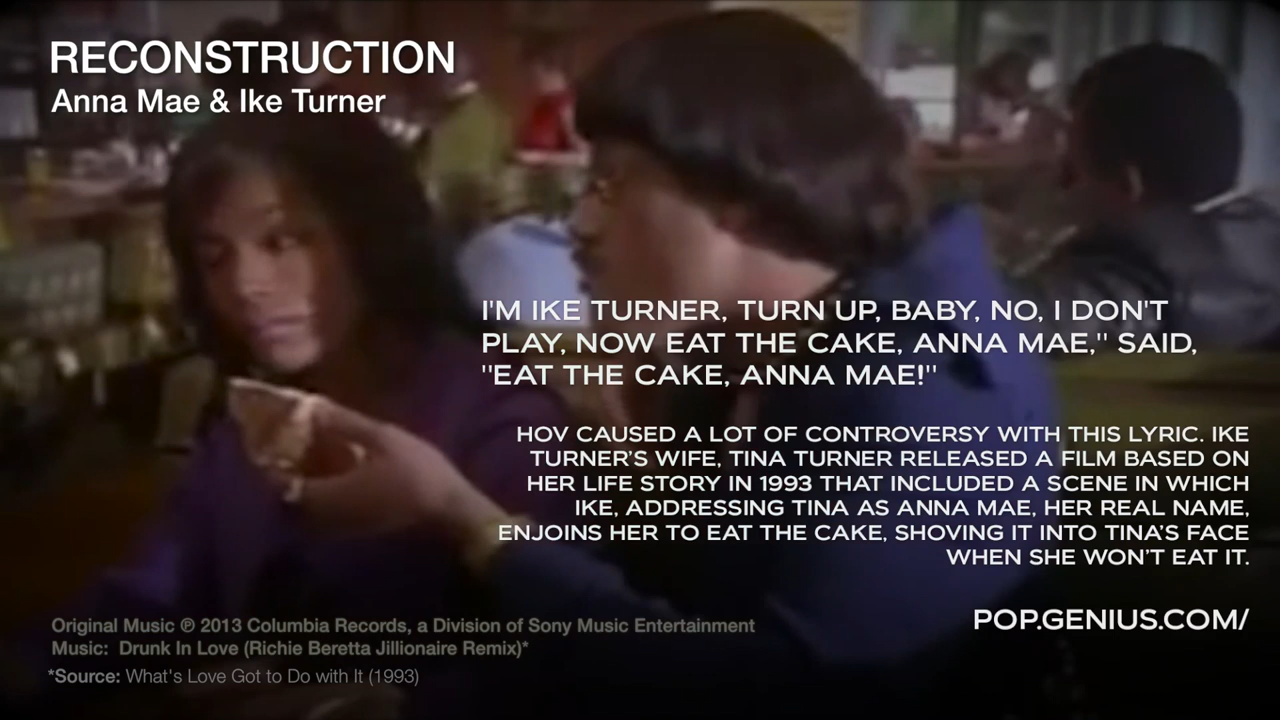 RECONSTRUCTION
Anna Mae & Ike Turner
I'M IKE TURNER, TURN UP, BABY, NO, I DON'T
PLAY, NOW EAT THE CAKE, ANNA MAE," SAID,
"EAT THE CAKE, ANNA MAE!"
HOV CAUSED A LOT OF CONTROVERSY WITH THIS LYRIC. IKE
TURNER'S WIFE, TINA TURNER RELEASED A FILM BASED ON
HER LIFE STORY IN 1993 THAT INCLUDED A SCENE IN WHICH
IKE, ADDRESSING TINA AS ANNA MAE, HER REAL NAME,
ENJOINS HER TO EAT THE CAKE, SHOVING IT INTO TINA'S FACE
WHEN SHE WON'T EAT IT.
POP.GENIUS.COM/
Original Music ℗ 2013 Columbia Records, a Division of Sony Music Entertainment
Music: Drunk In Love (Richie Beretta Jillionaire Remix)*
*Source: What's Love Got to Do with It (1993)